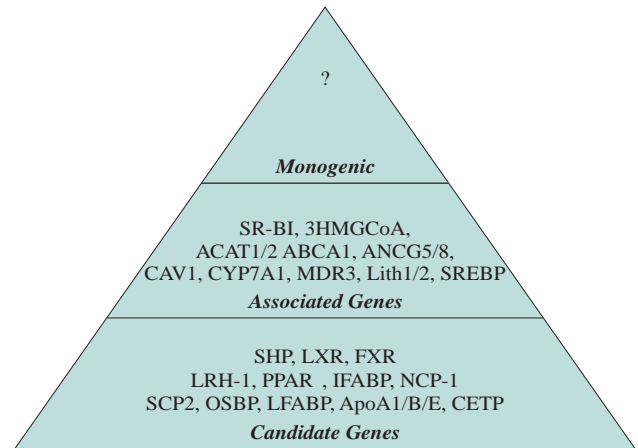 ?
Monogenic
SR-BI, 3HMGCoA,
ACAT1/2 ABCA1, ANCG5/8,
CAV1, CYP7A1, MDR3, Lith1/2, SREBP
Associated Genes
SHP, LXR, FXR
LRH-1, PPAR , IFABP, NCP-1
SCP2, OSBP, LFABP, ApoA1/B/E, CETP
Candidate Genes